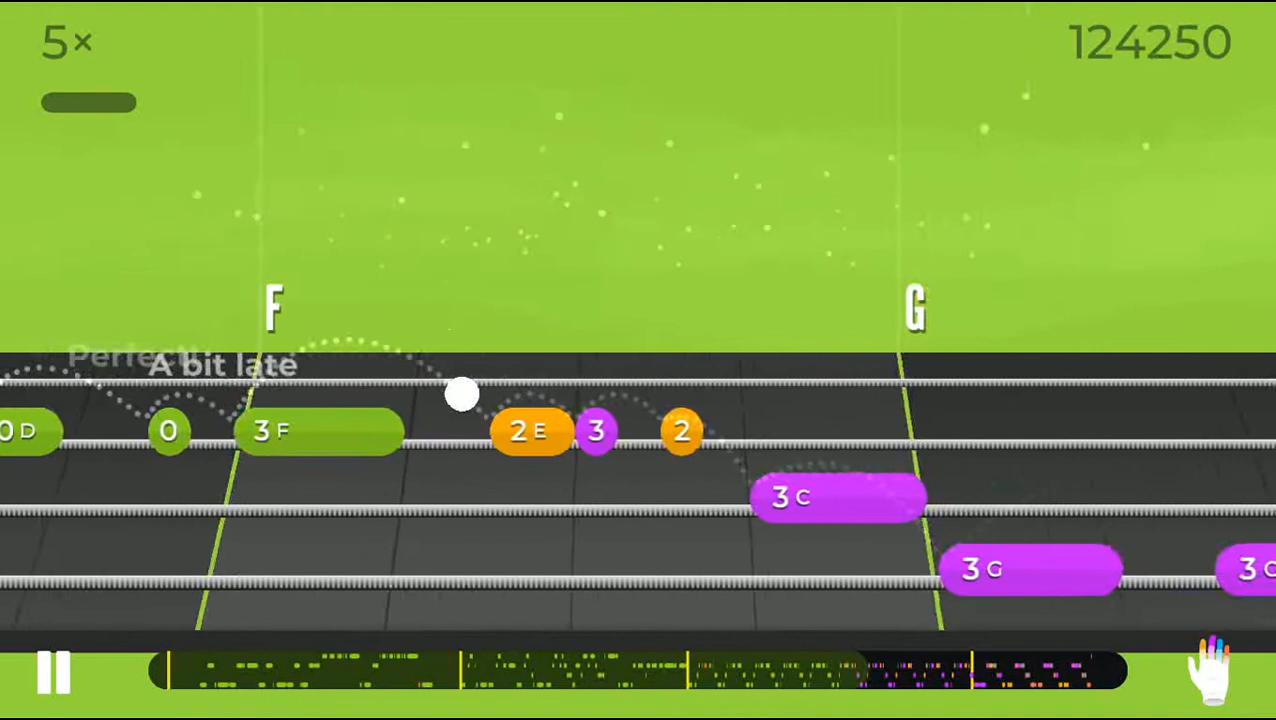 5×
124250
F
G
Perfect!
A bit late
0 D
0
3 F
2 E
3
2
3 C
3 G
3